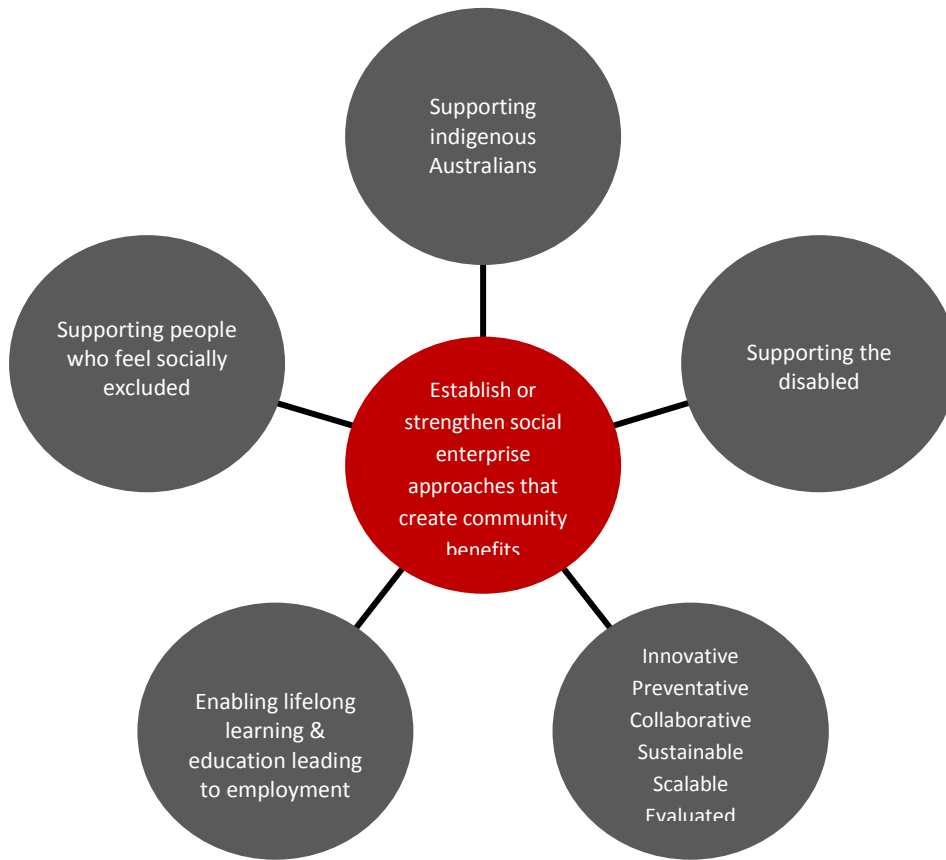 Supporting
indigenous
Australians
Supporting people
who feel socially
excluded
Supporting the
disabled
Establish or
strengthen social
enterprise
approaches that
create community
benefits
Enabling lifelong
learning &
education leading
to employment
Innovative
Preventative
Collaborative
Sustainable
Scalable
Evaluated